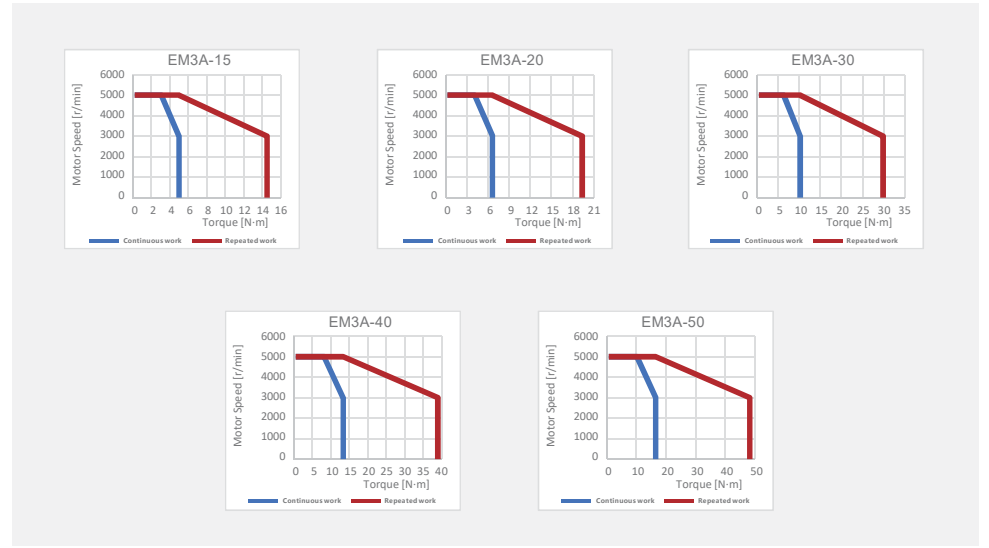 EM3A-15
Motor Speed [r/min]
6000
5000
4000
3000
2000
1000
0
0 2 4 6 8 10 12 14 16
Torque [N·m]
Continuous work Repeated work
EM3A-20
Motor Speed [r/min]
6000
5000
4000
3000
2000
1000
0
0 3 6 9 12 15 18 21
Torque [N·m]
Continuous work Repeated work
EM3A-30
Motor Speed [r/min]
6000
5000
4000
3000
2000
1000
0
0 5 10 15 20 25 30 35
Torque [N·m]
Continuous work Repeated work
EM3A-40
Motor Speed [r/min]
6000
5000
4000
3000
2000
1000
0
0 5 10 15 20 25 30 35 40
Torque [N·m]
Continuous work Repeated work
EM3A-50
Motor Speed [r/min]
6000
5000
4000
3000
2000
1000
0
0 10 20 30 40 50
Torque [N·m]
Continuous work Repeated work